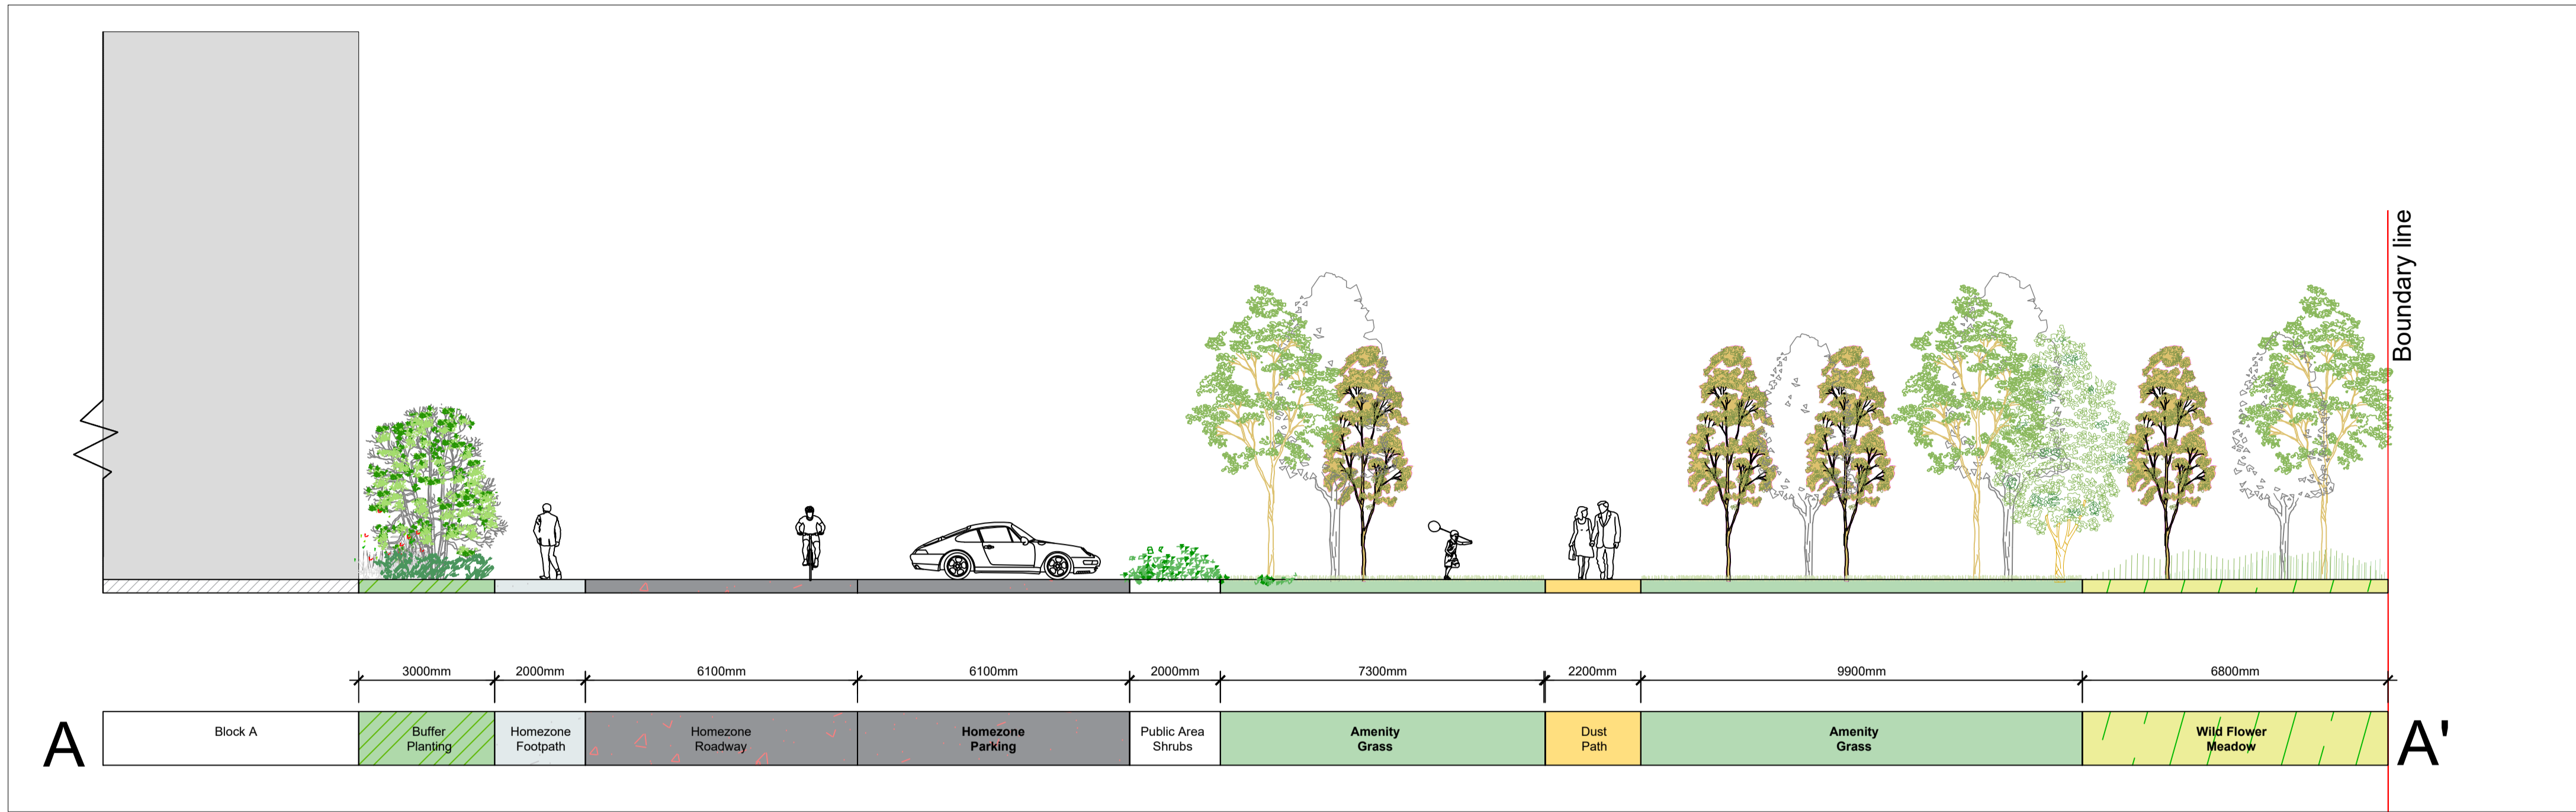 Boundary line
3000mm
2000mm
6100mm
6100mm
2000mm
7300mm
2200mm
9900mm
6800mm
A
Block A
Buffer
Planting
Homezone
Footpath
Homezone
Roadway
Homezone
Parking
Public Area
Shrubs
Amenity
Grass
Dust
Path
Amenity
Grass
Wild Flower
Meadow
A'